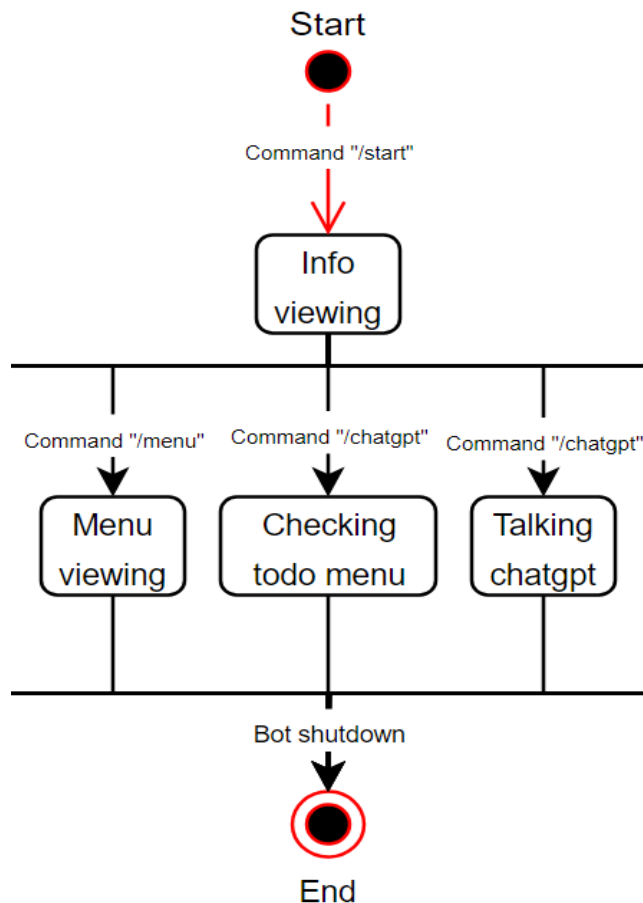 Start
Command "/start"
Info
viewing
Command "/menu"
Command "/chatgpt"
Command "/chatgpt"
Menu
viewing
Checking
todo menu
Talking
chatgpt
Bot shutdown
End